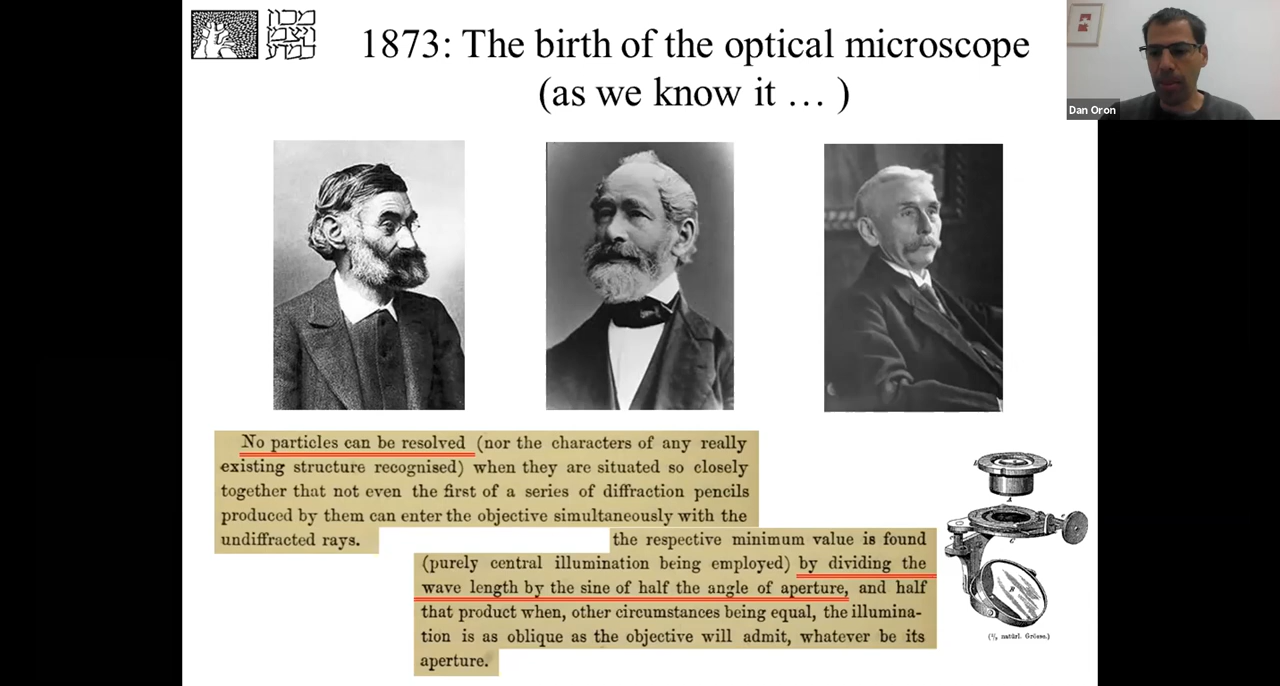 מכון
ויצמן
למדע
1873: The birth of the optical microscope
(as we know it … )
Dan Oron
No particles can be resolved (nor the characters of any really
existing structure recognised) when they are situated so closely
together that not even the first of a series of diffraction pencils
produced by them can enter the objective simultaneously with the
undiffracted rays.
the respective minimum value is found
(purely central illumination being employed) by dividing the
wave length by the sine of half the angle of aperture, and half
that product when, other circumstances being equal, the illumina-
tion is as oblique as the objective will admit, whatever be its
aperture.
natürl. Grösse.)